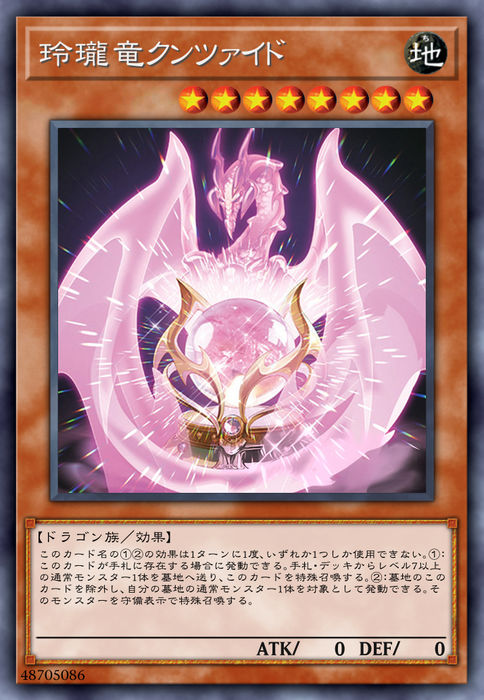 玲瓏竜クンツァイド
ち
地
【ドラゴン族／効果】
このカード名の①②の効果は1ターンに1度、いずれか1つしか使用できない。①：
このカードが手札に存在する場合に発動できる。手札・デッキからレベル7以上
の通常モンスター1体を墓地へ送り、このカードを特殊召喚する。②：墓地のこの
カードを除外し、自分の墓地の通常モンスター1体を対象として発動できる。そ
のモンスターを守備表示で特殊召喚する。
ATK/ 0 DEF/ 0
48705086